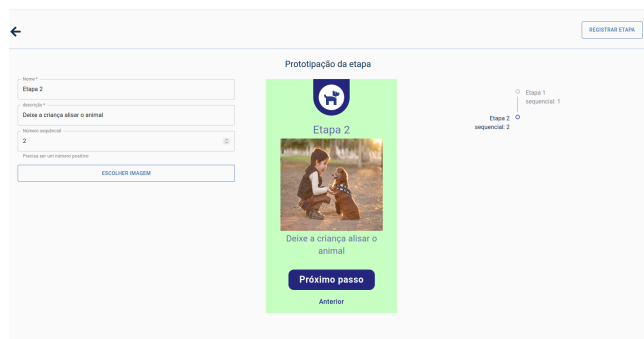 REGISTRAR ETAPA
Prototipação da etapa
Nome *
Etapa 2
descrição *
Deixe a criança alisar o animal
Número sequêncial
2
Precisa ser um número positivo
ESCOLHER IMAGEM
Etapa 2
Deixe a criança alisar o
animal
Próximo passo
Anterior
Etapa 1
sequencial: 1
Etapa 2
sequencial: 2